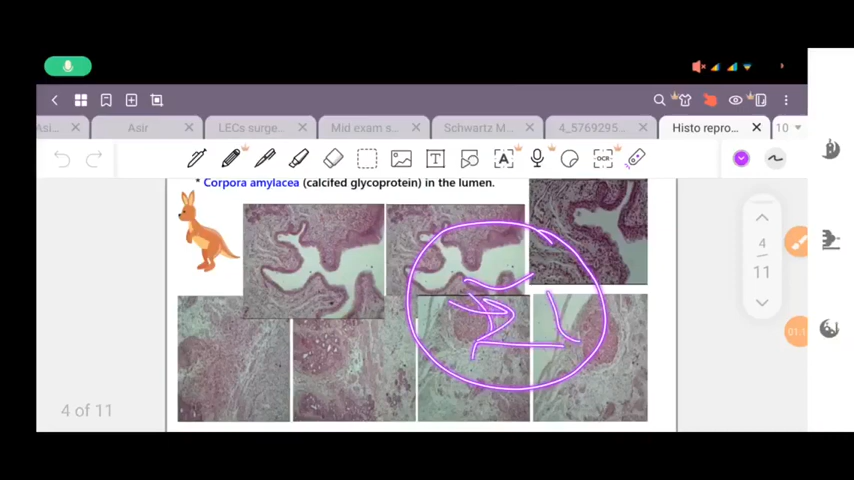 Asi...
Asir
LECs surge...
Mid exam s...
Schwartz M...
4_5769295...
Histo repro...
10
T
A
OCR
* Corpora amylacea (calcifed glycoprotein) in the lumen.
4
11
4 of 11